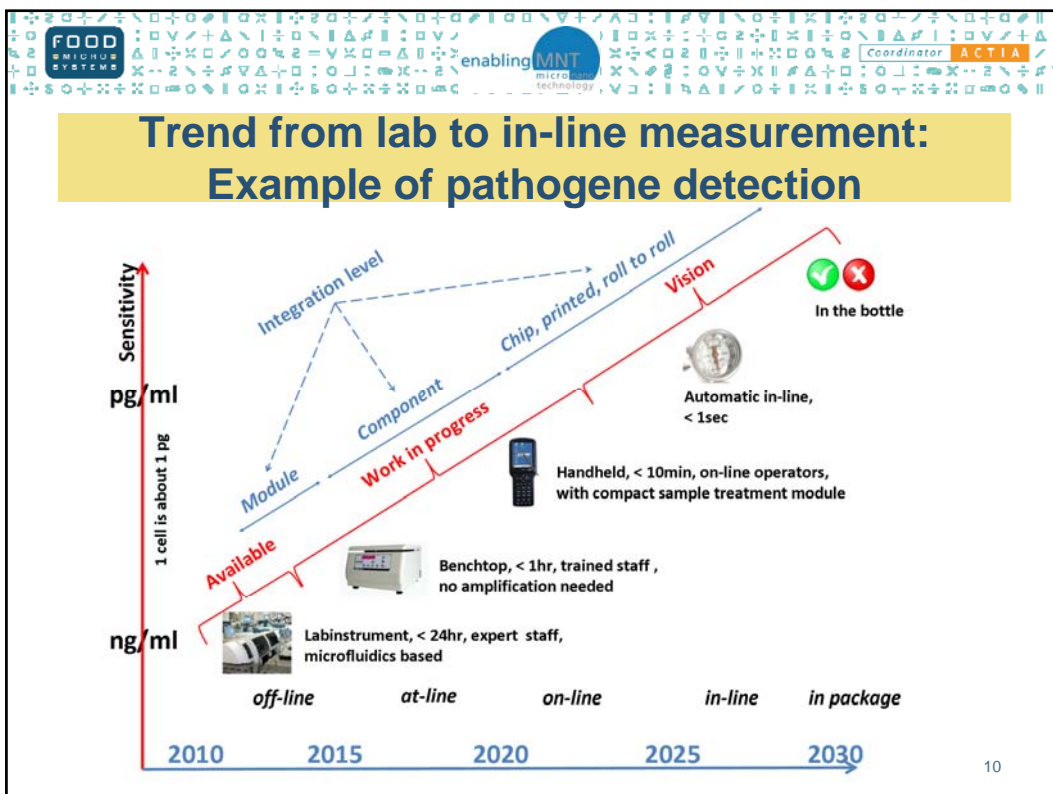 FOOD
MICRO
SYSTEMS
enabling MNT
micro nano
technology
Coordinator ACTIA
Trend from lab to in-line measurement:
Example of pathogene detection
Sensitivity
pg/ml
1 cell is about 1 pg
ng/ml
Integration level
Module
Component
Chip, printed, roll to roll
Available
Work in progress
Vision
In the bottle
Automatic in-line,
< 1sec
Handheld, < 10min, on-line operators,
with compact sample treatment module
Benchtop, < 1hr, trained staff ,
no amplification needed
Labinstrument, < 24hr, expert staff,
microfluidics based
off-line at-line on-line in-line in package
2010 2015 2020 2025 2030
10